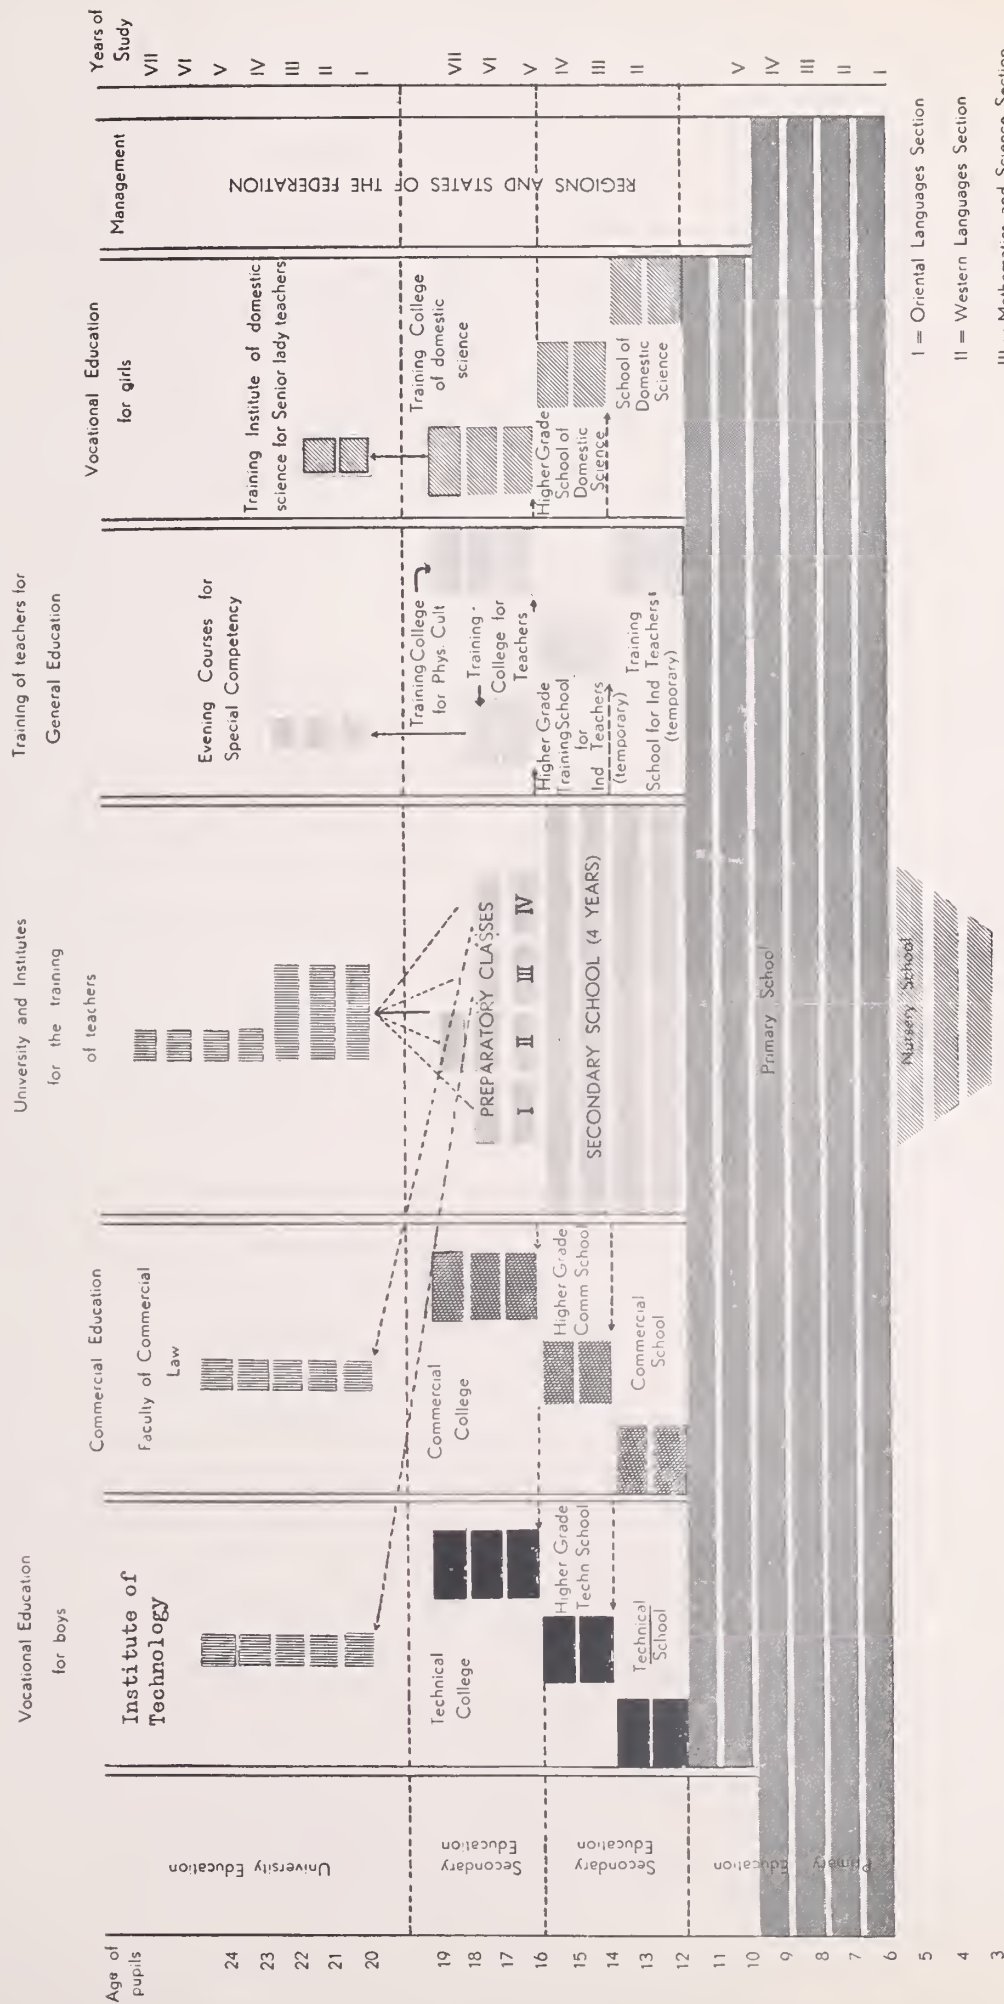 Age of
pupils
24
23
22
21
20
19
18
17
16
15
14
13
12
11
10
9
8
7
6
5
4
3
University Education
Secondary
Education
Secondary
Education
Primary Education
Vocational Education
for boys
Institute of
Technology
Technical
College
Higher Grade
Techn School
Technical
School
Commercial Education
Faculty of Commercial
Law
Commercial
College
Higher Grade
Comm School
Commercial
School
University and Institutes
for the training
of teachers
PREPARATORY CLASSES
I II III IV
SECONDARY SCHOOL (4 YEARS)
Primary School
Nursery School
Training of teachers for
General Education
Evening Courses for
Special Competency
Training College
for Phys. Cult
Training
College for
Teachers
Higher Grade
Training School
for
Ind Teachers
(temporary)
Training
School for Ind Teachers
(temporary)
Vocational Education
for girls
Training Institute of domestic
science for Senior lady teachers
Training College
of domestic
science
Higher Grade
School of
Domestic
Science
School of
Domestic
Science
Management
REGIONS AND STATES OF THE FEDERATION
Years of
Study
VII
VI
V
IV
III
II
I
VII
VI
V
IV
III
II
V
IV
III
II
I
I = Oriental Languages Section
II = Western Languages Section
III = Mathematics and Science Section